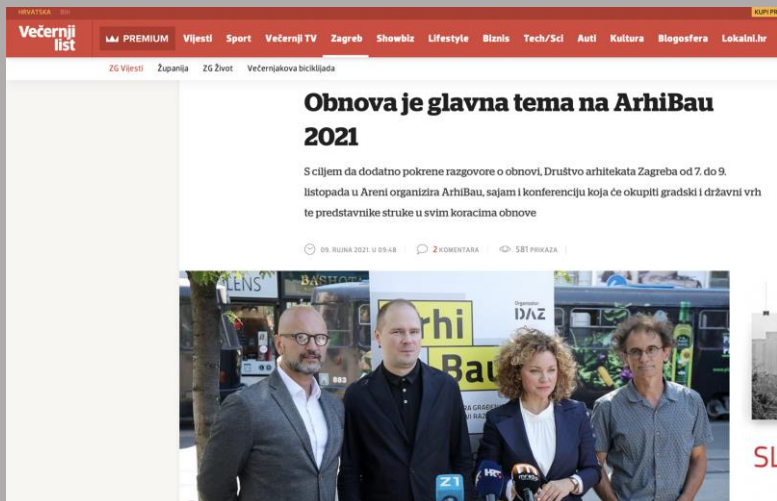 HRVATSKA BIH
KUPI PR
Večernji list
PREMIUM Vijesti Sport Večernji TV Zagreb Showbiz Lifestyle Biznis Tech/Sci Auti Kultura Blogosfera Lokalni.hr
ZG Vijesti Županija ZG Život Večernjakova biciklijada
Obnova je glavna tema na ArhiBau
2021
S ciljem da dodatno pokrene razgovore o obnovi, Društvo arhitekata Zagreba od 7. do 9.
listopada u Areni organizira ArhiBau, sajam i konferenciju koja će okupiti gradski i državni vrh
te predstavnike struke u svim koracima obnove
09. RUJNA 2021. U 09:48 2 KOMENTARA 581 PRIKAZA
LENS
BASHOTA
Organizator
DAZ
rhi
Bau
803
Z1
HRT
SL